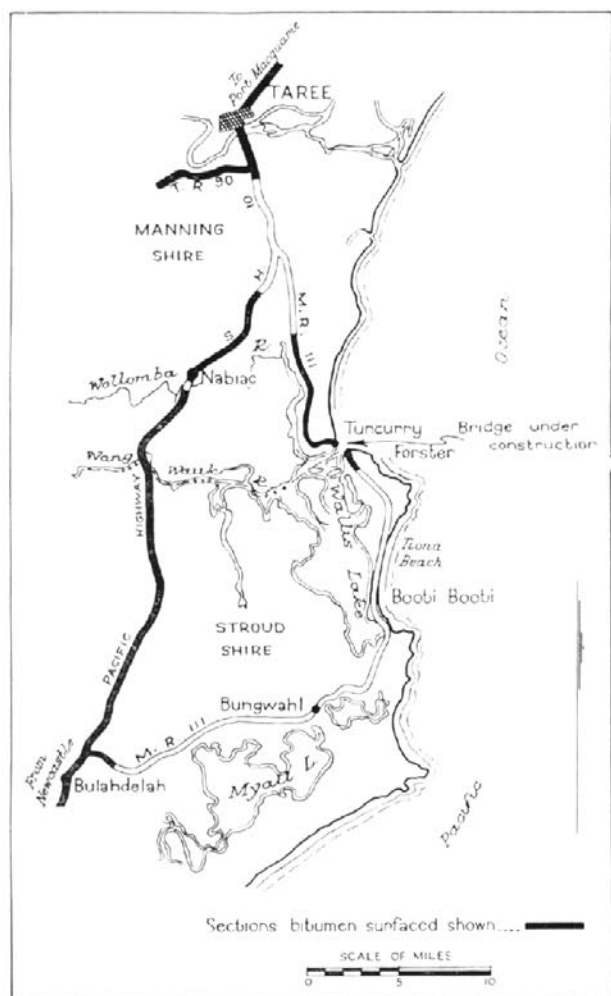 To
Port Macquarie
TAREE
T. R. 90
10
MANNING
SHIRE
H
S
M. R. 111
R
Ocean
Wollomba
Nabiac
Tuncurry
Forster
Bridge under
construction
Wang Wauk R.
HIGHWAY
Wallis Lake
Tiona
Beach
Booti Booti
STROUD
SHIRE
PACIFIC
Bungwahl
M. R. 111
From
Newcastle
Bulahdelah
Myall L.
Pacific
Sections bitumen surfaced shown....
SCALE OF MILES
0 5 10